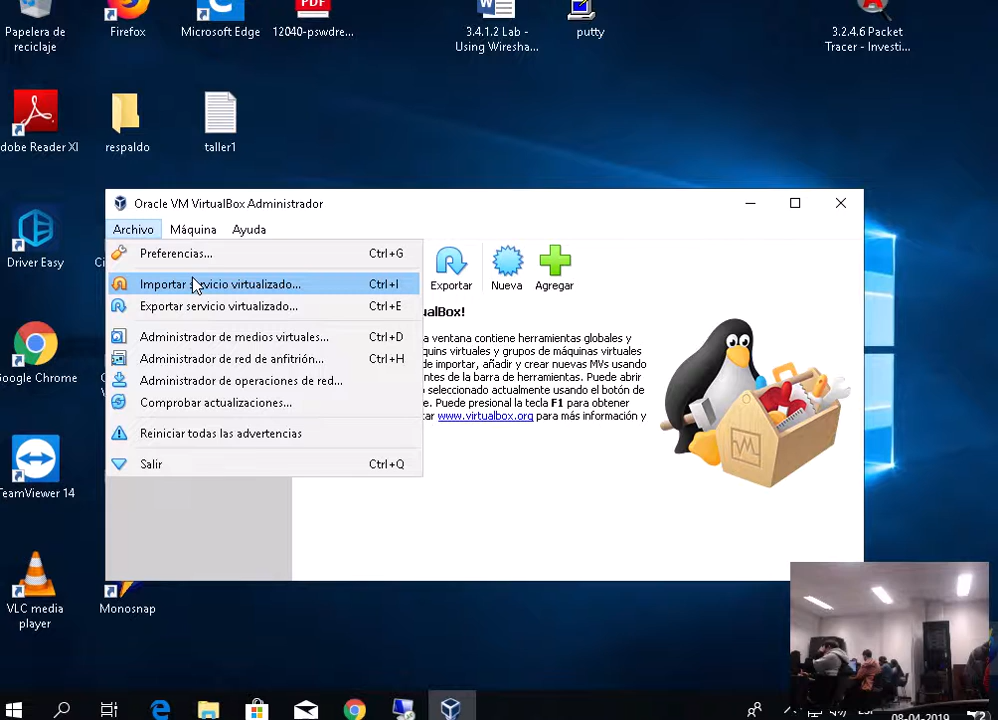 Papelera de
reciclaje
Firefox
Microsoft Edge
PDF
12040-pswdre...
3.4.1.2 Lab -
Using Wiresha...
putty
3.2.4.6 Packet
Tracer - Investi...
dobe Reader XI
respaldo
taller1
Driver Easy
Google Chrome
TeamViewer 14
VLC media
player
Monosnap
Oracle VM VirtualBox Administrador
Archivo
Máquina
Ayuda
Preferencias... Ctrl+G
Importar servicio virtualizado... Ctrl+I
Exportar servicio virtualizado... Ctrl+E
Administrador de medios virtuales... Ctrl+D
Administrador de red de anfitrión... Ctrl+H
Administrador de operaciones de red...
Comprobar actualizaciones...
Reiniciar todas las advertencias
Salir Ctrl+Q
Exportar
Nueva
Agregar
ualBox!
a ventana contiene herramientas globales y
quins virtuales y grupos de máquinas virtuales
de importar, añadir y crear nuevas MVs usando
ntes de la barra de herramientas. Puede abrir
o seleccionado actualmente usando el botón de
e. Puede presional la tecla F1 para obtener
tar www.virtualbox.org para más información y
08-04-2019